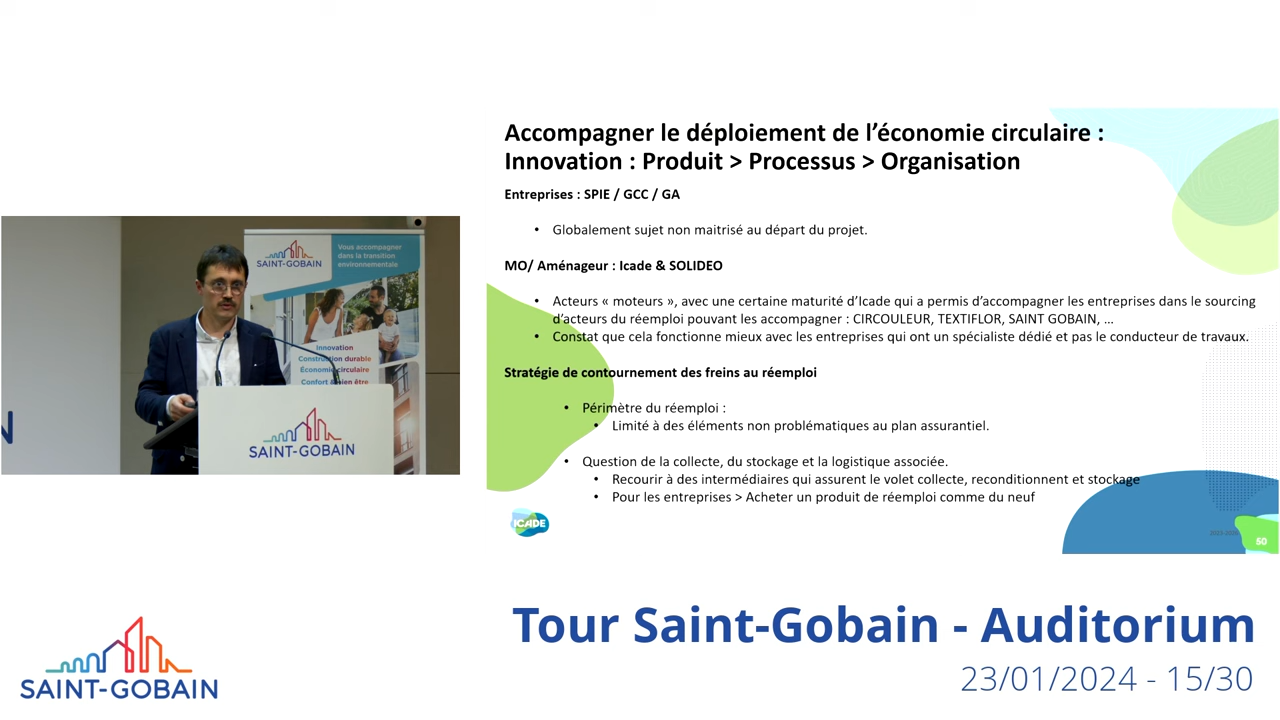 Accompagner le déploiement de l'économie circulaire :
Innovation : Produit > Processus > Organisation
Entreprises : SPIE / GCC / GA
• Globalement sujet non maitrisé au départ du projet.
MO/ Aménageur : Icade & SOLIDEO
• Acteurs « moteurs », avec une certaine maturité d'Icade qui a permis d'accompagner les entreprises dans le sourcing
d'acteurs du réemploi pouvant les accompagner : CIRCOULEUR, TEXTIFLOR, SAINT GOBAIN, …
• Constat que cela fonctionne mieux avec les entreprises qui ont un spécialiste dédié et pas le conducteur de travaux.
Stratégie de contournement des freins au réemploi
• Périmètre du réemploi :
• Limité à des éléments non problématiques au plan assurantiel.
• Question de la collecte, du stockage et la logistique associée.
• Recourir à des intermédiaires qui assurent le volet collecte, reconditionnent et stockage
• Pour les entreprises > Acheter un produit de réemploi comme du neuf
ICADE
50
SAINT-GOBAIN
Vous accompagner
dans la transition
environnementale
Innovation
Construction durable
Économie circulaire
Confort & bien être
SAINT-GOBAIN
N
SAINT-GOBAIN
Tour Saint-Gobain - Auditorium
23/01/2024 - 15/30